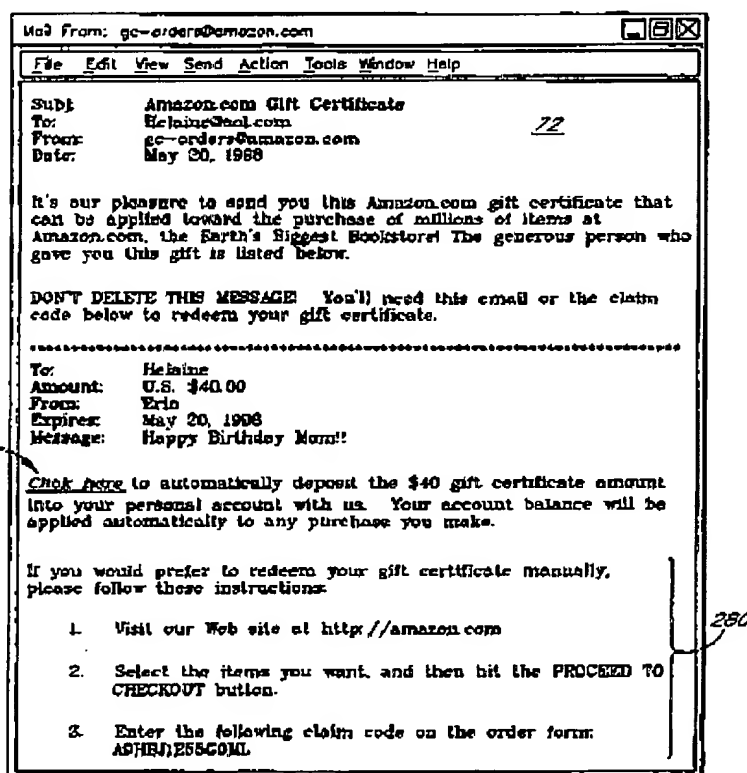 Mail From: gc-orders@amazon.com
File Edit View Send Action Tools Window Help
Subj: Amazon.com Gift Certificate
To: Helaine@aol.com
72
From: gc-orders@amazon.com
Date: May 20, 1998
It's our pleasure to send you this Amazon.com gift certificate that
can be applied toward the purchase of millions of items at
Amazon.com, the Earth's Biggest Bookstore! The generous person who
gave you this gift is listed below.
DON'T DELETE THIS MESSAGE! You'll need this email or the claim
code below to redeem your gift certificate.
To: Helaine
Amount: U.S. $40.00
From: Erin
Expires: May 20, 1998
Message: Happy Birthday Mom!!
Click here to automatically deposit the $40 gift certificate amount
into your personal account with us. Your account balance will be
applied automatically to any purchase you make.
If you would prefer to redeem your gift certificate manually,
please follow these instructions:
280
1. Visit our Web site at http://amazon.com
2. Select the items you want, and then hit the PROCEED TO
CHECKOUT button.
3. Enter the following claim code on the order form: